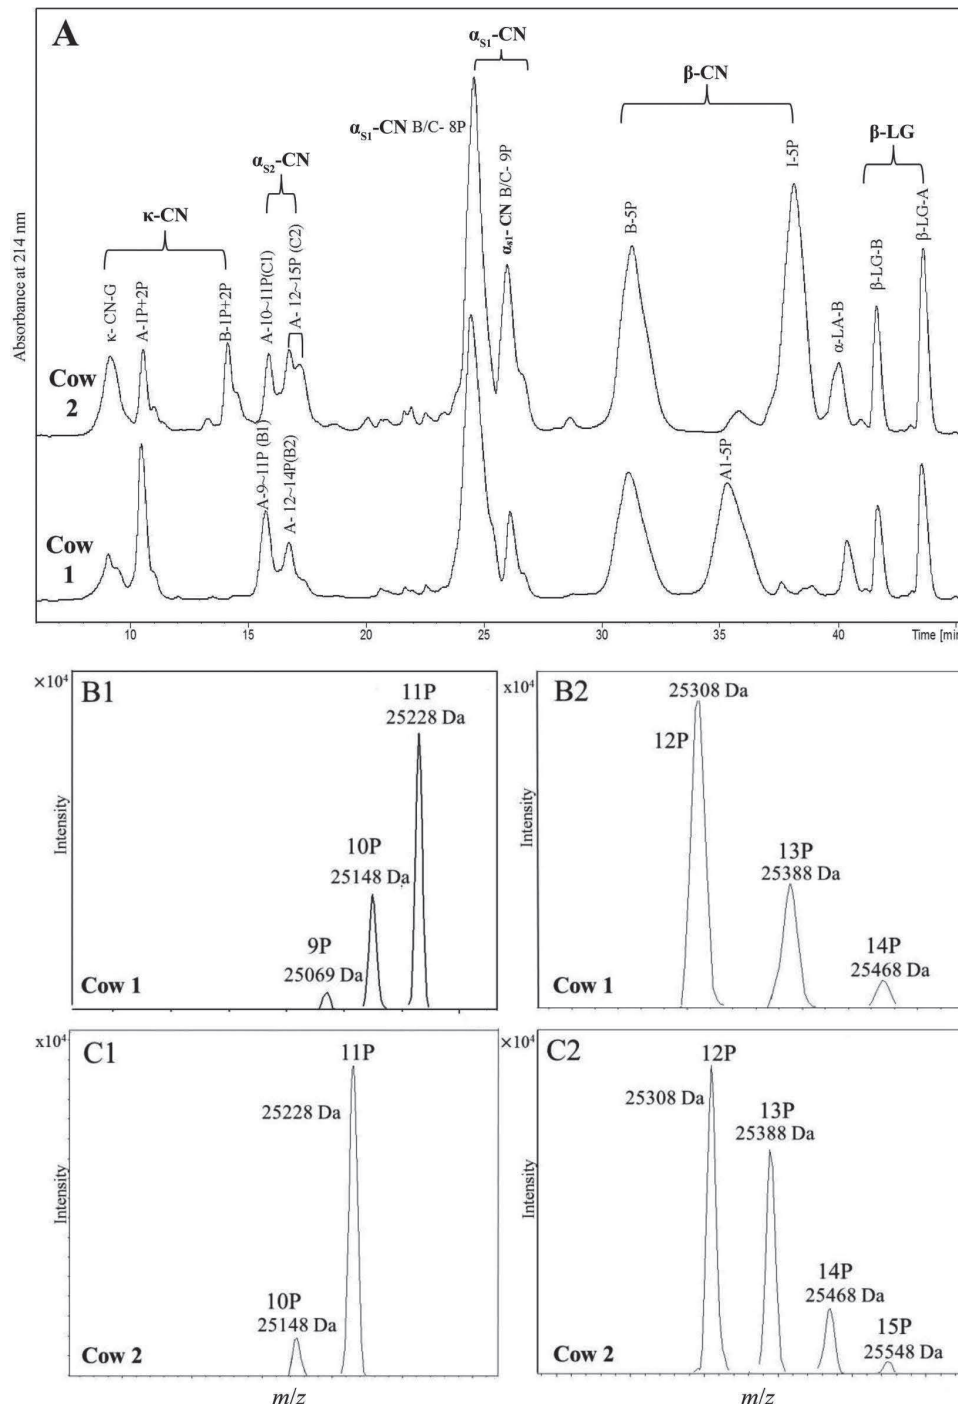 A
αS1-CN
β-CN
αS1-CN B/C- 8P
αS2-CN
β-LG
κ-CN
αs1- CN B/C- 9P
I-5P
B-5P
β-LG-A
β-LG-B
α-LA-B
κ- CN-G
A-1P+2P
B-1P+2P
A-10~11P(C1)
A- 12~15P (C2)
Absorbance at 214 nm
Cow
2
A-9~11P (B1)
A- 12~14P(B2)
A1-5P
Cow
1
10 15 20 25 30 35 40 Time [min
×10⁴
B1
11P
25228 Da
10P
25148 Da
9P
25069 Da
Cow 1
Intensity
x10⁴
B2
25308 Da
12P
13P
25388 Da
14P
25468 Da
Cow 1
Intensity
x10⁴
C1
11P
25228 Da
10P
25148 Da
Cow 2
Intensity
m/z
×10⁴
C2
12P
25308 Da
13P
25388 Da
14P
25468 Da
15P
25548 Da
Cow 2
Intensity
m/z